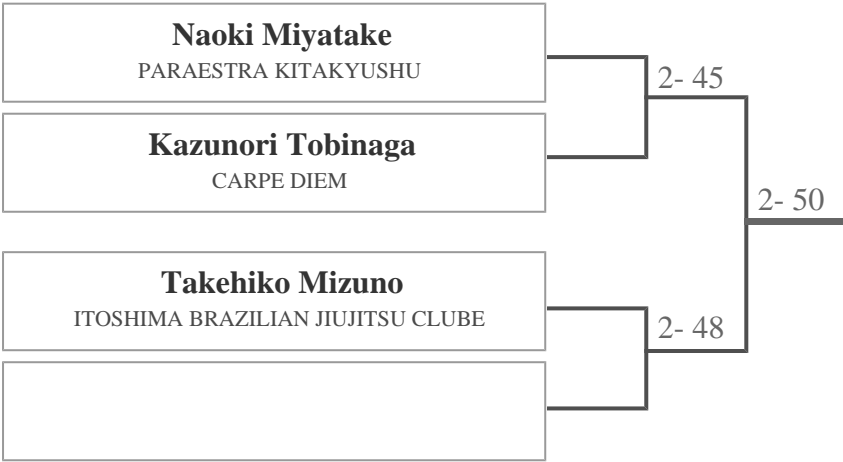 Naoki Miyatake
PARAESTRA KITAKYUSHU
2- 45
Kazunori Tobinaga
CARPE DIEM
2- 50
Takehiko Mizuno
ITOSHIMA BRAZILIAN JIUJITSU CLUBE
2- 48